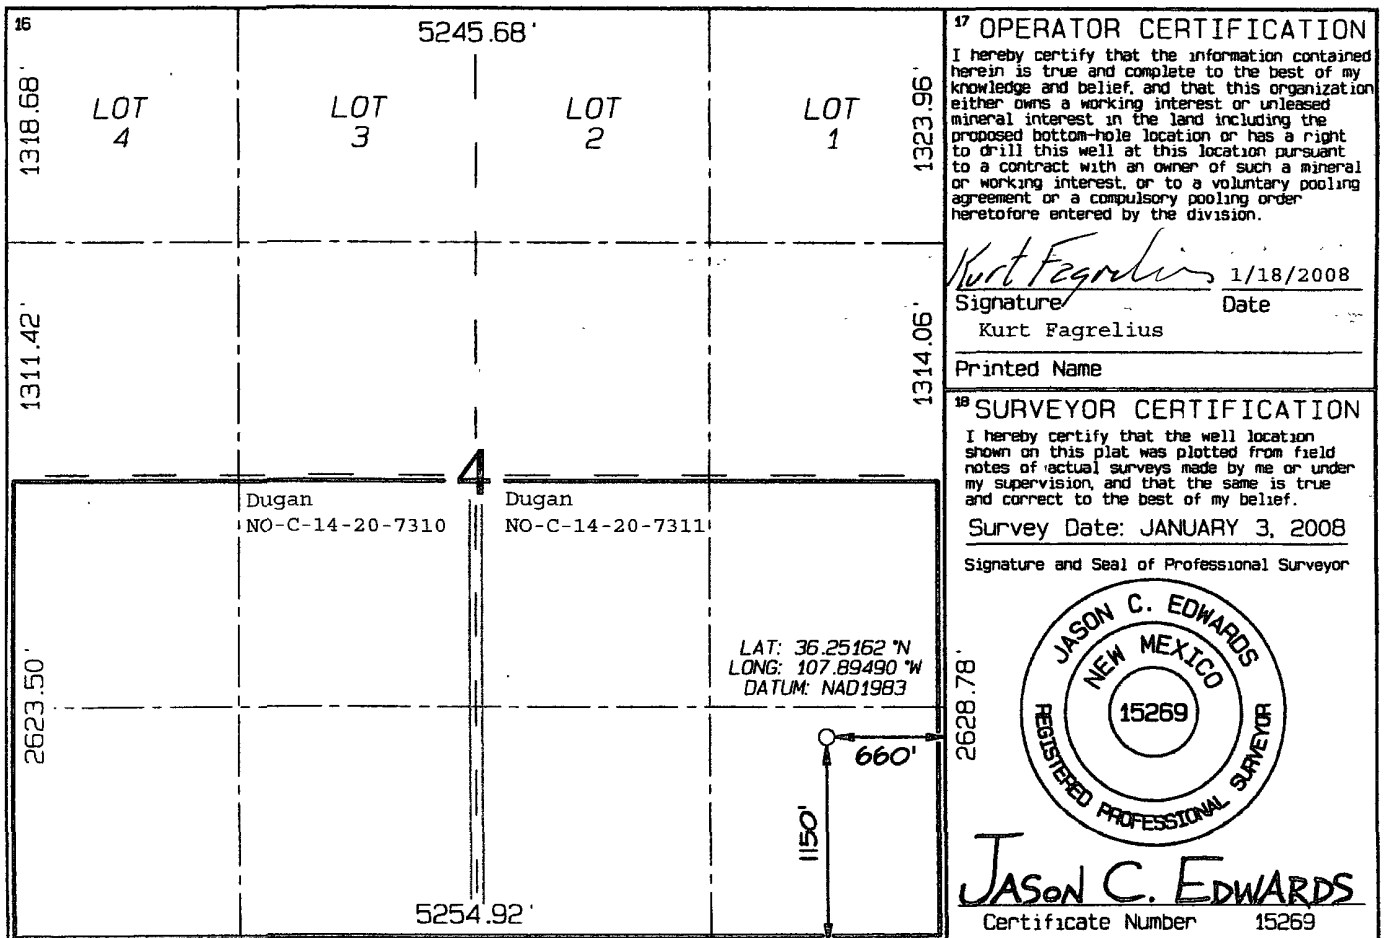 16
5245.68'
1318.68'
LOT
4
LOT
3
LOT
2
LOT
1
1323.96'
1311.42'
1314.06'
4
Dugan
NO-C-14-20-7310
Dugan
NO-C-14-20-7311
LAT: 36.25162 °N
LONG: 107.89490 °W
DATUM: NAD1983
2623.50'
2628.78'
660'
1150'
5254.92'
17 OPERATOR CERTIFICATION
I hereby certify that the information contained
herein is true and complete to the best of my
knowledge and belief, and that this organization
either owns a working interest or unleased
mineral interest in the land including the
proposed bottom-hole location or has a right
to drill this well at this location pursuant
to a contract with an owner of such a mineral
or working interest, or to a voluntary pooling
agreement or a compulsory pooling order
heretofore entered by the division.
Kurt Fagrelius 1/18/2008
Signature Date
Kurt Fagrelius
Printed Name
18 SURVEYOR CERTIFICATION
I hereby certify that the well location
shown on this plat was plotted from field
notes of actual surveys made by me or under
my supervision, and that the same is true
and correct to the best of my belief.
Survey Date: JANUARY 3, 2008
Signature and Seal of Professional Surveyor
JASON C. EDWARDS
NEW MEXICO
15269
REGISTERED PROFESSIONAL SURVEYOR
JASON C. EDWARDS
Certificate Number 15269